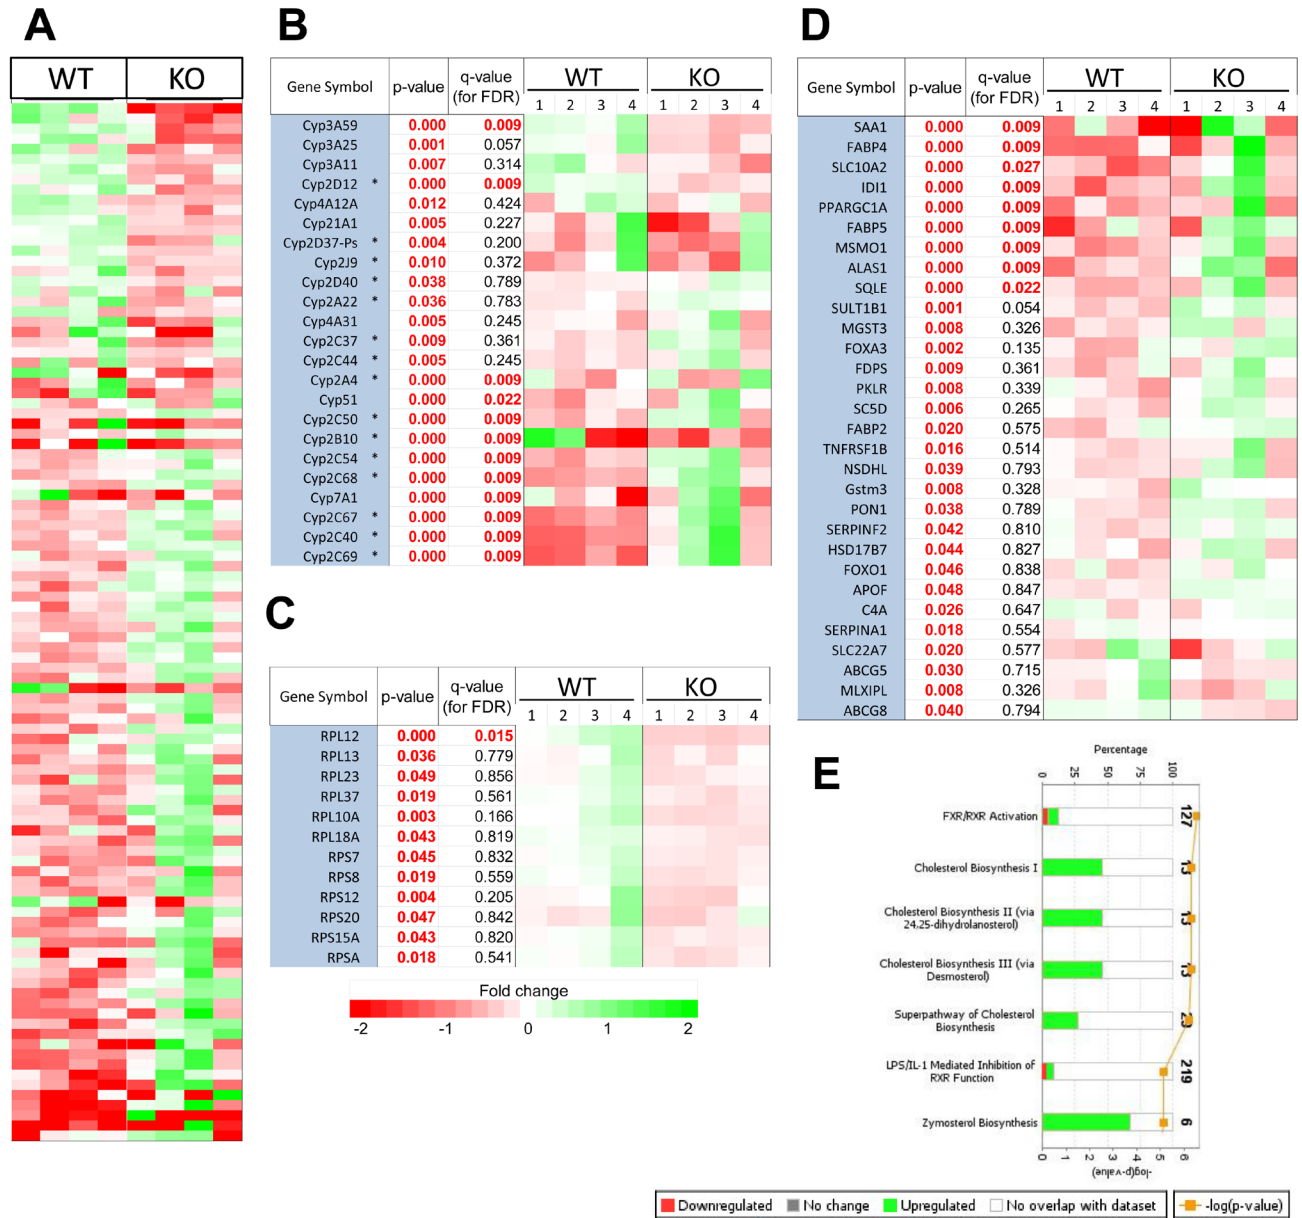 A
WT KO
B
Gene Symbol p-value q-value (for FDR) WT KO
1 2 3 4 1 2 3 4
Cyp3A59 0.000 0.009
Cyp3A25 0.001 0.057
Cyp3A11 0.007 0.314
Cyp2D12 * 0.000 0.009
Cyp4A12A 0.012 0.424
Cyp21A1 0.005 0.227
Cyp2D37-Ps * 0.004 0.200
Cyp2J9 * 0.010 0.372
Cyp2D40 * 0.038 0.789
Cyp2A22 * 0.036 0.783
Cyp4A31 0.005 0.245
Cyp2C37 * 0.009 0.361
Cyp2C44 * 0.005 0.245
Cyp2A4 * 0.000 0.009
Cyp51 0.000 0.022
Cyp2C50 * 0.000 0.009
Cyp2B10 * 0.000 0.009
Cyp2C54 * 0.000 0.009
Cyp2C68 * 0.000 0.009
Cyp7A1 0.000 0.009
Cyp2C67 * 0.000 0.009
Cyp2C40 * 0.000 0.009
Cyp2C69 * 0.000 0.009
C
Gene Symbol p-value q-value (for FDR) WT KO
1 2 3 4 1 2 3 4
RPL12 0.000 0.015
RPL13 0.036 0.779
RPL23 0.049 0.856
RPL37 0.019 0.561
RPL10A 0.003 0.166
RPL18A 0.043 0.819
RPS7 0.045 0.832
RPS8 0.019 0.559
RPS12 0.004 0.205
RPS20 0.047 0.842
RPS15A 0.043 0.820
RPSA 0.018 0.541
Fold change
-2 -1 0 1 2
D
Gene Symbol p-value q-value (for FDR) WT KO
1 2 3 4 1 2 3 4
SAA1 0.000 0.009
FABP4 0.000 0.009
SLC10A2 0.000 0.027
IDI1 0.000 0.009
PPARGC1A 0.000 0.009
FABP5 0.000 0.009
MSMO1 0.000 0.009
ALAS1 0.000 0.009
SQLE 0.000 0.022
SULT1B1 0.001 0.054
MGST3 0.008 0.326
FOXA3 0.002 0.135
FDPS 0.009 0.361
PKLR 0.008 0.339
SC5D 0.006 0.265
FABP2 0.020 0.575
TNFRSF1B 0.016 0.514
NSDHL 0.039 0.793
Gstm3 0.008 0.328
PON1 0.038 0.789
SERPINF2 0.042 0.810
HSD17B7 0.044 0.827
FOXO1 0.046 0.838
APOF 0.048 0.847
C4A 0.026 0.647
SERPINA1 0.018 0.554
SLC22A7 0.020 0.577
ABCG5 0.030 0.715
MLXIPL 0.008 0.326
ABCG8 0.040 0.794
E
Percentage
0 25 50 75 100
FXR/RXR Activation 127
Cholesterol Biosynthesis I 13
Cholesterol Biosynthesis II (via
24,25-dihydrolanosterol) 13
Cholesterol Biosynthesis III (via
Desmosterol) 13
Superpathway of Cholesterol
Biosynthesis
LPS/IL-1 Mediated Inhibition of
RXR Function 219
Zymosterol Biosynthesis 6
0 1 2 3 4 5 6
-log(p-value)
Downregulated No change Upregulated No overlap with dataset -log(p-value)